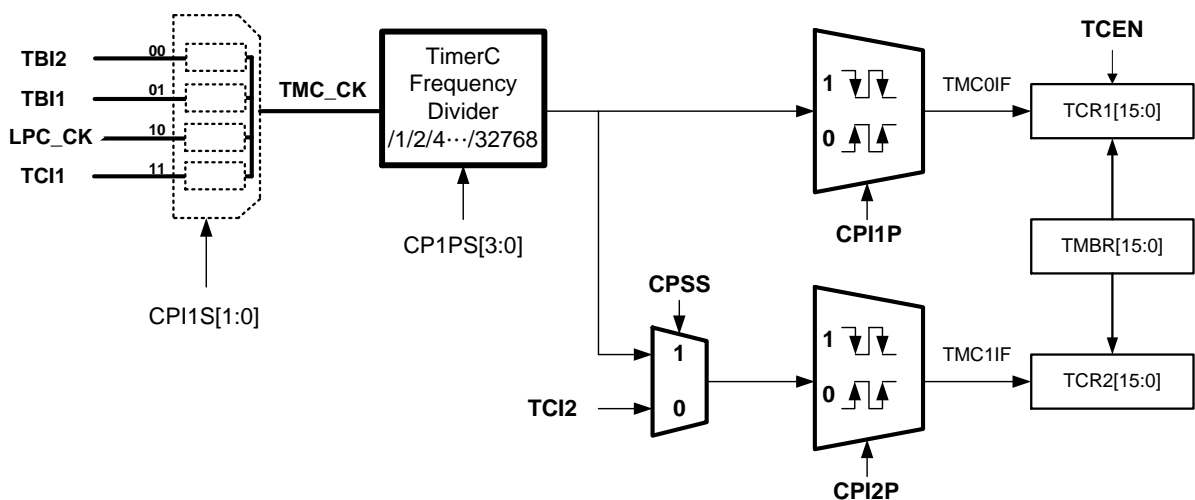 TBI2
00
TBI1
01
LPC_CK
10
TCI1
11
CPI1S[1:0]
TMC_CK
TimerC
Frequency
Divider
/1/2/4···/32768
CP1PS[3:0]
1
0
CPI1P
TMC0IF
TCEN
TCR1[15:0]
TMBR[15:0]
CPSS
1
0
TCI2
1
0
CPI2P
TMC1IF
TCR2[15:0]